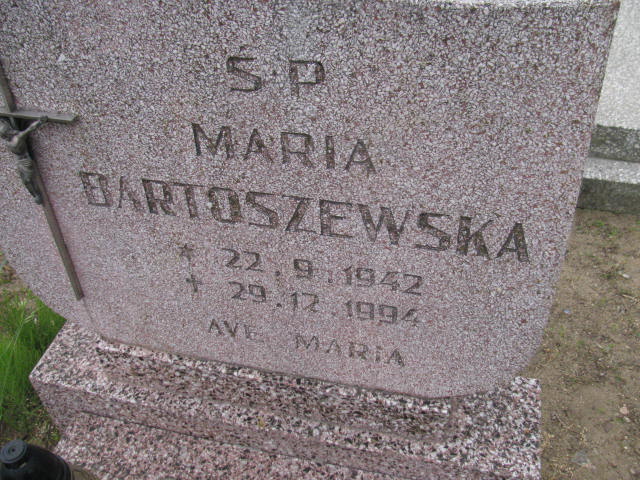 Ś.P
MARIA
BARTOSZEWSKA
* 22.9.1942
† 29.12.1994
AVE MARIA